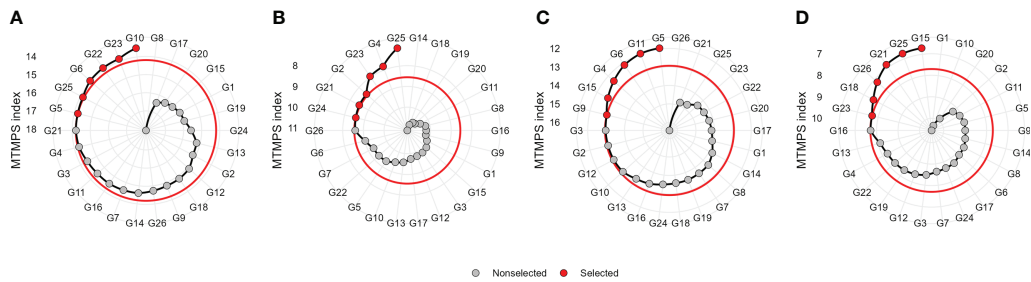 A
MTMPS index
14
15
16
17
18
G10
G8
G17
G20
G15
G1
G19
G24
G13
G2
G12
G18
G9
G26
G14
G7
G16
G11
G3
G4
G21
G5
G25
G6
G22
G23
B
MTMPS index
8
9
10
11
G25
G14
G18
G19
G20
G11
G8
G16
G9
G1
G15
G3
G12
G17
G13
G10
G5
G22
G7
G6
G26
G24
G21
G2
G23
G4
C
MTMPS index
12
13
14
15
16
G5
G26
G21
G25
G23
G22
G20
G17
G1
G14
G8
G7
G19
G18
G24
G16
G13
G10
G12
G2
G3
G9
G15
G4
G6
G11
D
MTMPS index
7
8
9
10
G15
G1
G10
G2
G11
G5
G20
G9
G14
G8
G6
G17
G24
G7
G3
G12
G19
G22
G4
G13
G16
G23
G18
G26
G21
G25
Nonselected
Selected